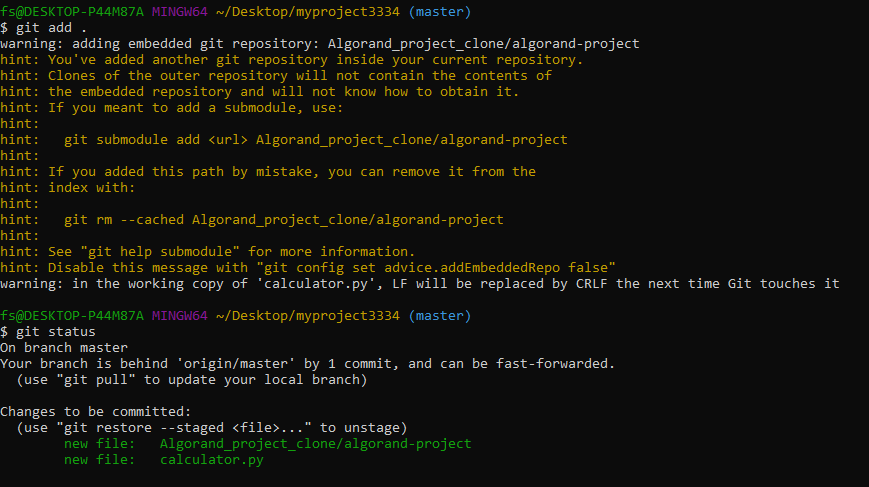 fs@DESKTOP-P44M87A MINGW64 ~/Desktop/myproject3334 (master)
$ git add .
warning: adding embedded git repository: Algorand_project_clone/algorand-project
hint: You've added another git repository inside your current repository.
hint: Clones of the outer repository will not contain the contents of
hint: the embedded repository and will not know how to obtain it.
hint: If you meant to add a submodule, use:
hint:
hint:   git submodule add <url> Algorand_project_clone/algorand-project
hint:
hint: If you added this path by mistake, you can remove it from the
hint: index with:
hint:
hint:   git rm --cached Algorand_project_clone/algorand-project
hint:
hint: See "git help submodule" for more information.
hint: Disable this message with "git config set advice.addEmbeddedRepo false"
warning: in the working copy of 'calculator.py', LF will be replaced by CRLF the next time Git touches it

fs@DESKTOP-P44M87A MINGW64 ~/Desktop/myproject3334 (master)
$ git status
On branch master
Your branch is behind 'origin/master' by 1 commit, and can be fast-forwarded.
  (use "git pull" to update your local branch)

Changes to be committed:
  (use "git restore --staged <file>..." to unstage)
        new file:   Algorand_project_clone/algorand-project
        new file:   calculator.py